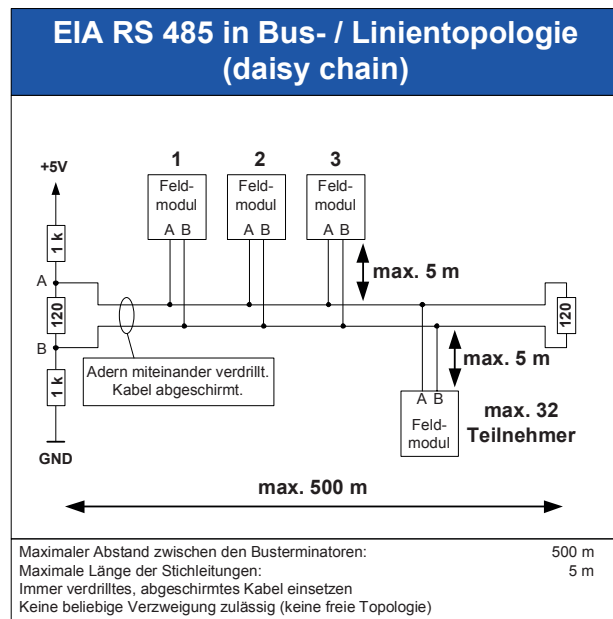 EIA RS 485 in Bus- / Linientopologie
(daisy chain)
1 2 3
+5V
Feld-
modul
A B
Feld-
modul
A B
Feld-
modul
A B
1 k
A
120
B
1 k
GND
max. 5 m
120
Adern miteinander verdrillt.
Kabel abgeschirmt.
max. 5 m
A B
Feld-
modul
max. 32
Teilnehmer
max. 500 m
Maximaler Abstand zwischen den Busterminatoren: 500 m
Maximale Länge der Stichleitungen: 5 m
Immer verdrilltes, abgeschirmtes Kabel einsetzen
Keine beliebige Verzweigung zulässig (keine freie Topologie)